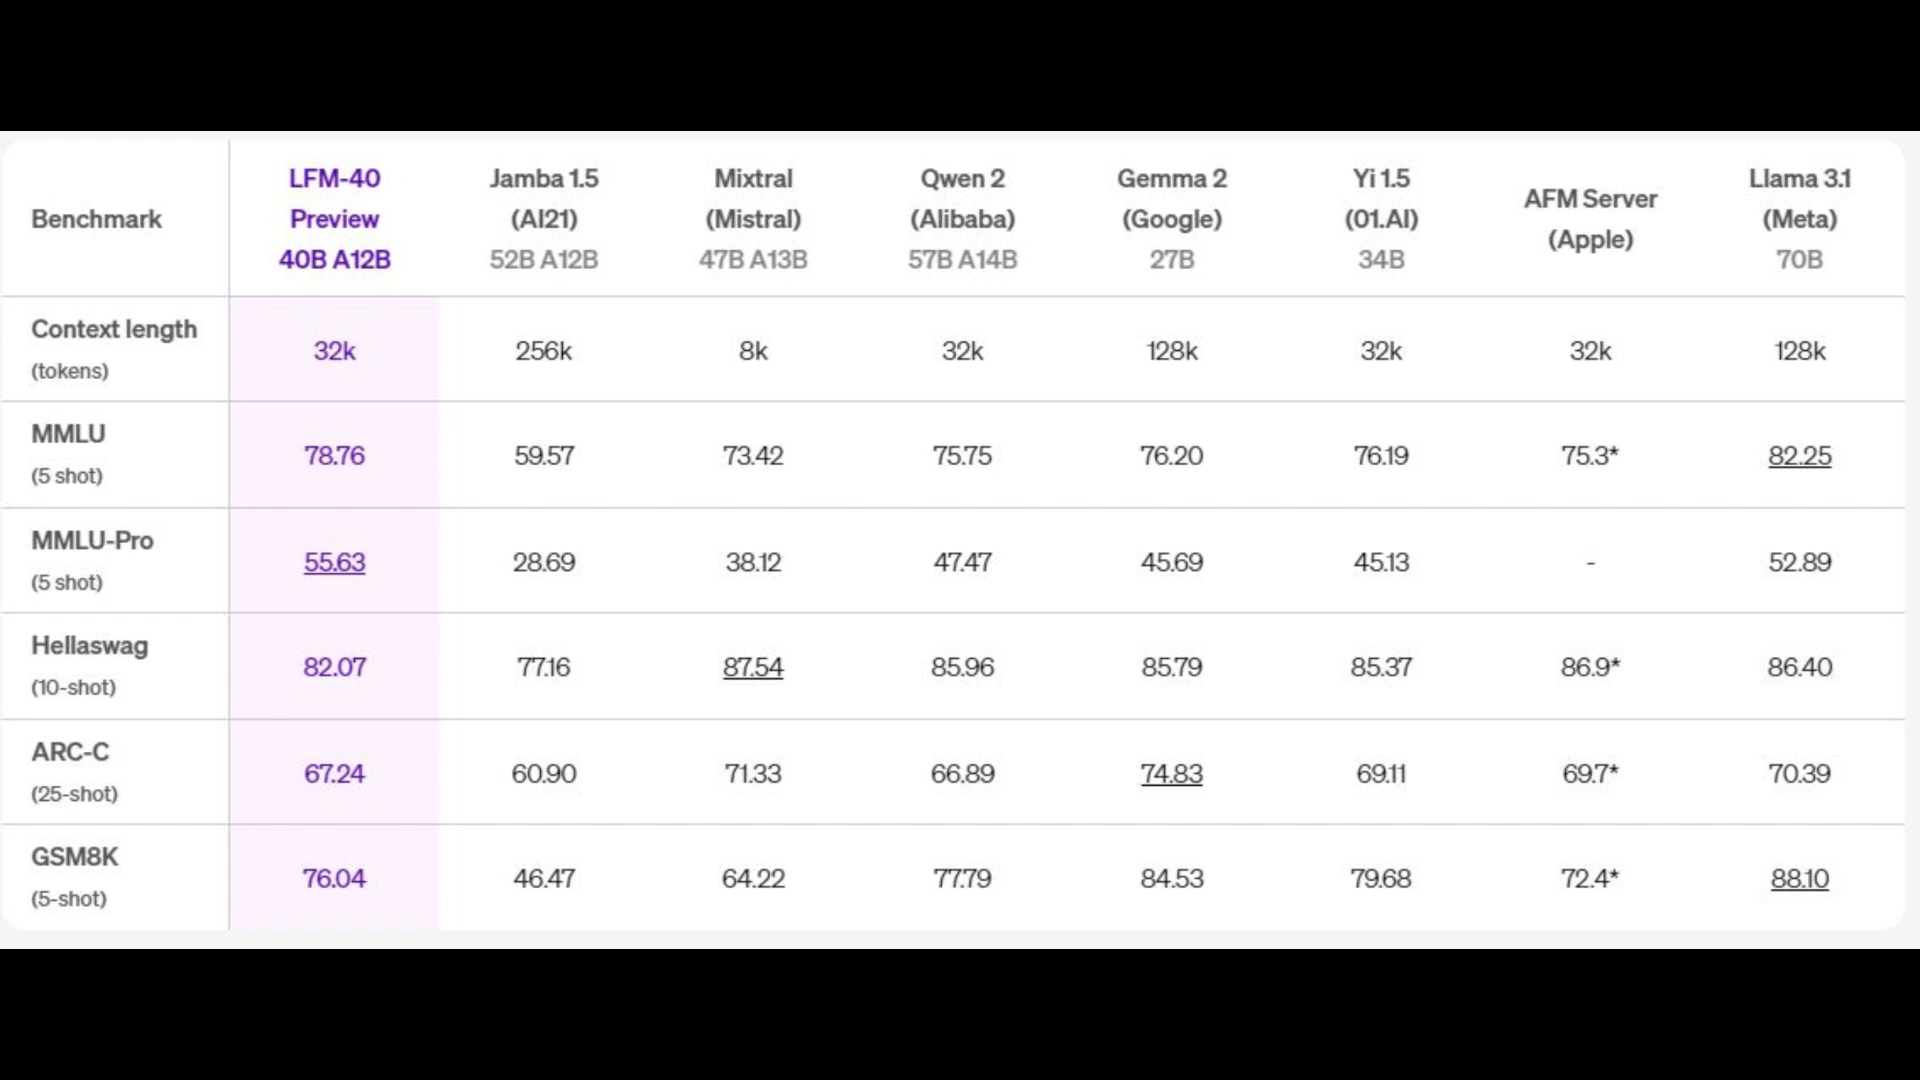 Benchmark
LFM-40
Preview
40B A12B
Jamba 1.5
(AI21)
52B A12B
Mixtral
(Mistral)
47B A13B
Qwen 2
(Alibaba)
57B A14B
Gemma 2
(Google)
27B
Yi 1.5
(01.AI)
34B
AFM Server
(Apple)
Llama 3.1
(Meta)
70B
Context length
(tokens)
32k
256k
8k
32k
128k
32k
32k
128k
MMLU
(5 shot)
78.76
59.57
73.42
75.75
76.20
76.19
75.3*
82.25
MMLU-Pro
(5 shot)
55.63
28.69
38.12
47.47
45.69
45.13
-
52.89
Hellaswag
(10-shot)
82.07
77.16
87.54
85.96
85.79
85.37
86.9*
86.40
ARC-C
(25-shot)
67.24
60.90
71.33
66.89
74.83
69.11
69.7*
70.39
GSM8K
(5-shot)
76.04
46.47
64.22
77.79
84.53
79.68
72.4*
88.10